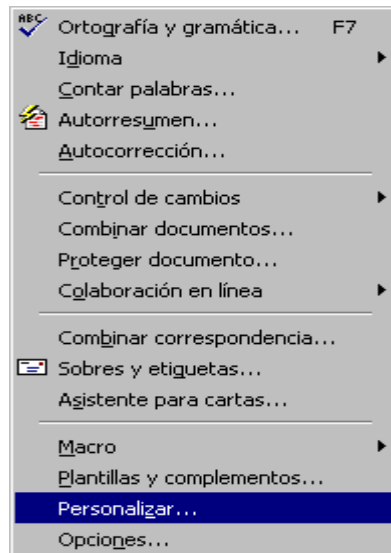 ABC Ortografía y gramática... F7
Idioma
Contar palabras...
Autorresumen...
Autocorrección...
Control de cambios
Combinar documentos...
Proteger documento...
Colaboración en línea
Combinar correspondencia...
Sobres y etiquetas...
Asistente para cartas...
Macro
Plantillas y complementos...
Personalizar...
Opciones...